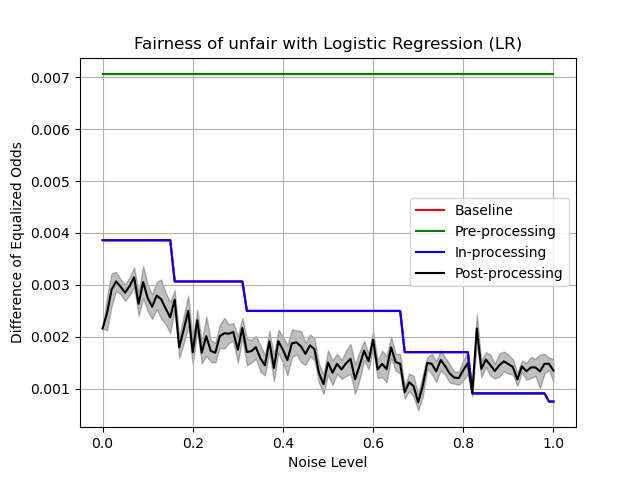 Fairness of unfair with Logistic Regression (LR)
Difference of Equalized Odds
0.007
0.006
0.005
0.004
0.003
0.002
0.001
Baseline
Pre-processing
In-processing
Post-processing
0.0 0.2 0.4 0.6 0.8 1.0
Noise Level